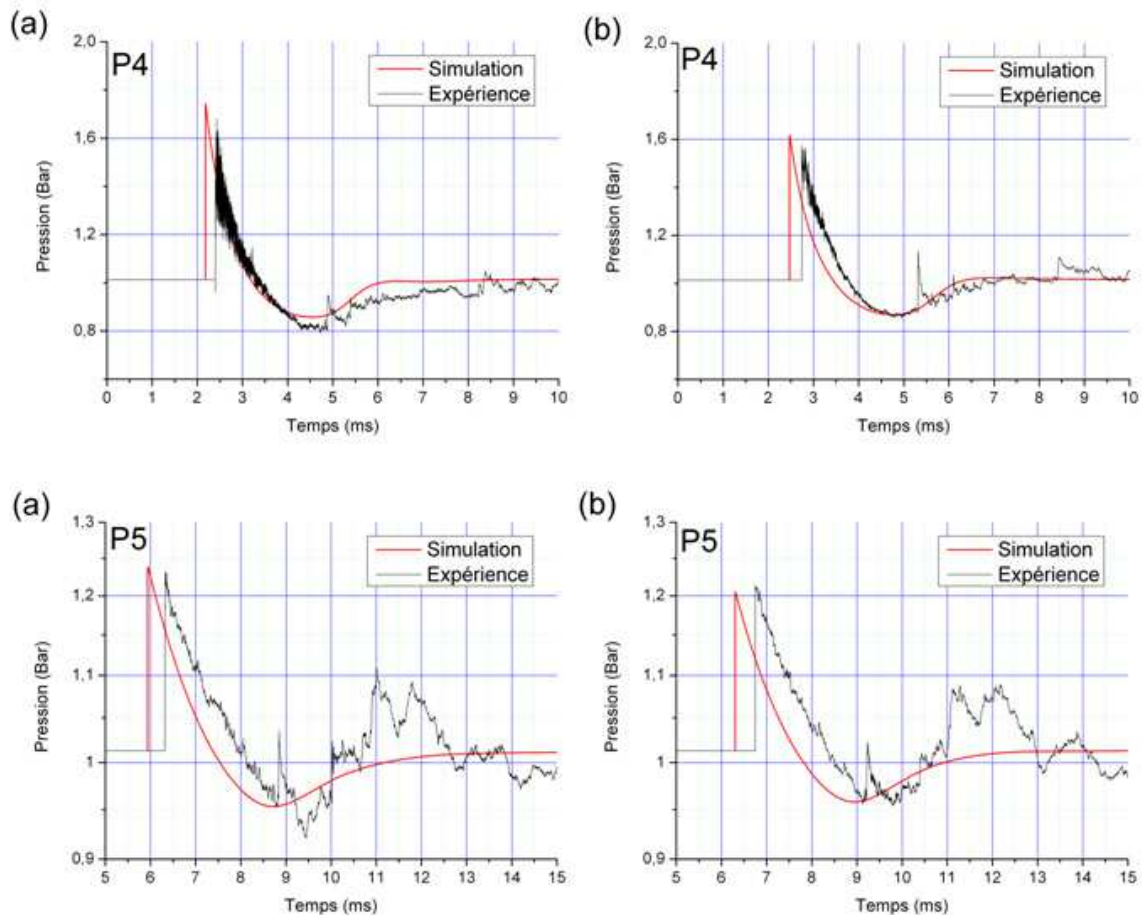 (a)
(b)
2,0
P4
Simulation
Expérience
1,6
1,2
0,8
Pression (Bar)
0 1 2 3 4 5 6 7 8 9 10
Temps (ms)
2,0
P4
Simulation
Expérience
1,6
1,2
0,8
Pression (Bar)
0 1 2 3 4 5 6 7 8 9 10
Temps (ms)
(a)
(b)
1,3
P5
Simulation
Expérience
1,2
1,1
1
0,9
Pression (Bar)
5 6 7 8 9 10 11 12 13 14 15
Temps (ms)
1,3
P5
Simulation
Expérience
1,2
1,1
1
0,9
Pression (Bar)
5 6 7 8 9 10 11 12 13 14 15
Temps (ms)